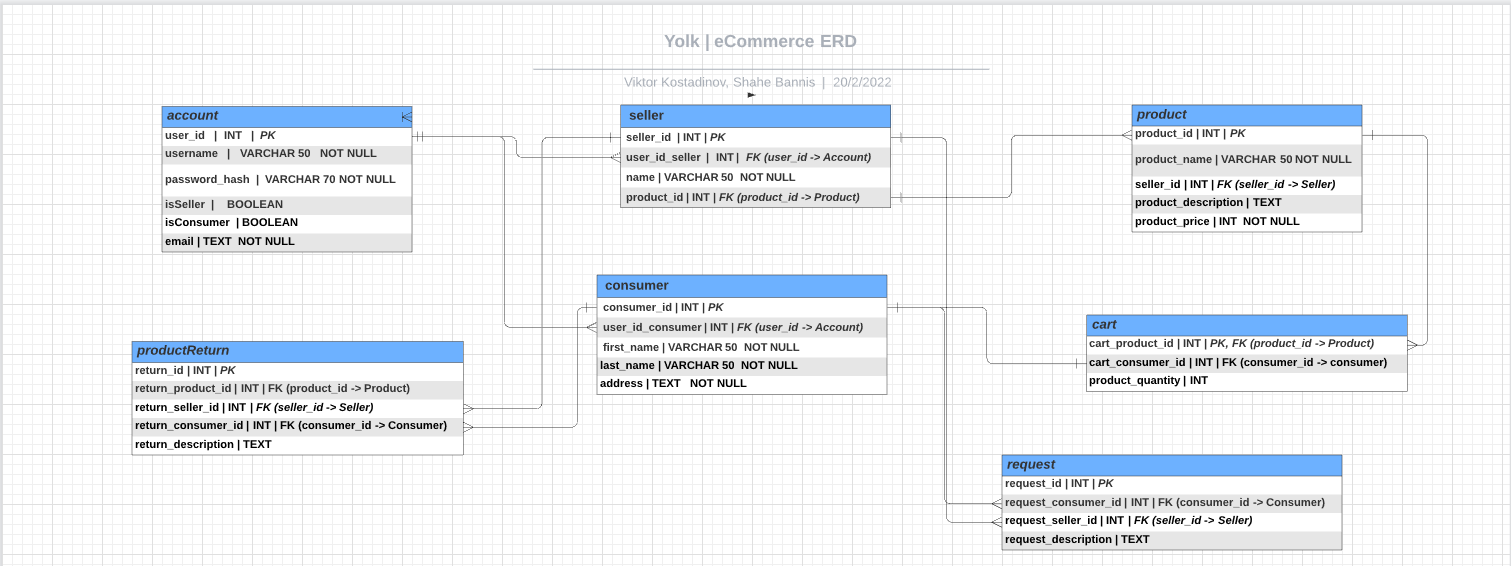 Yolk | eCommerce ERD
Viktor Kostadinov, Shahe Bannis | 20/2/2022
account
user_id | INT | PK
username | VARCHAR 50 NOT NULL
password_hash | VARCHAR 70 NOT NULL
isSeller | BOOLEAN
isConsumer | BOOLEAN
email | TEXT NOT NULL
seller
seller_id | INT | PK
user_id_seller | INT | FK (user_id -> Account)
name | VARCHAR 50 NOT NULL
product_id | INT | FK (product_id -> Product)
product
product_id | INT | PK
product_name | VARCHAR 50 NOT NULL
seller_id | INT | FK (seller_id -> Seller)
product_description | TEXT
product_price | INT NOT NULL
consumer
consumer_id | INT | PK
user_id_consumer | INT | FK (user_id -> Account)
first_name | VARCHAR 50 NOT NULL
last_name | VARCHAR 50 NOT NULL
address | TEXT NOT NULL
cart
cart_product_id | INT | PK, FK (product_id -> Product)
cart_consumer_id | INT | FK (consumer_id -> consumer)
product_quantity | INT
productReturn
return_id | INT | PK
return_product_id | INT | FK (product_id -> Product)
return_seller_id | INT | FK (seller_id -> Seller)
return_consumer_id | INT | FK (consumer_id -> Consumer)
return_description | TEXT
request
request_id | INT | PK
request_consumer_id | INT | FK (consumer_id -> Consumer)
request_seller_id | INT | FK (seller_id -> Seller)
request_description | TEXT